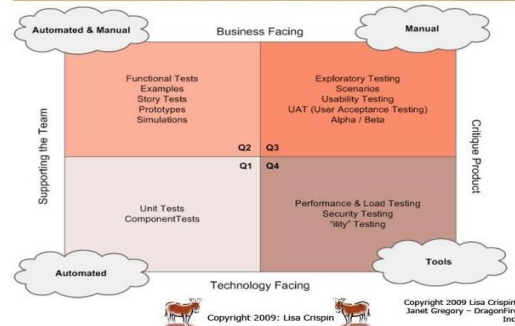 Automated & Manual
Business Facing
Manual
Functional Tests
Examples
Story Tests
Prototypes
Simulations
Exploratory Testing
Scenarios
Usability Testing
UAT (User Acceptance Testing)
Alpha / Beta
Supporting the Team
Critique Product
Q2 Q3
Q1 Q4
Unit Tests
ComponentTests
Performance & Load Testing
Security Testing
"ility" Testing
Automated
Technology Facing
Tools
Copyright 2009: Lisa Crispin
Copyright 2009 Lisa Crispin
Janet Gregory – DragonFire
Inc